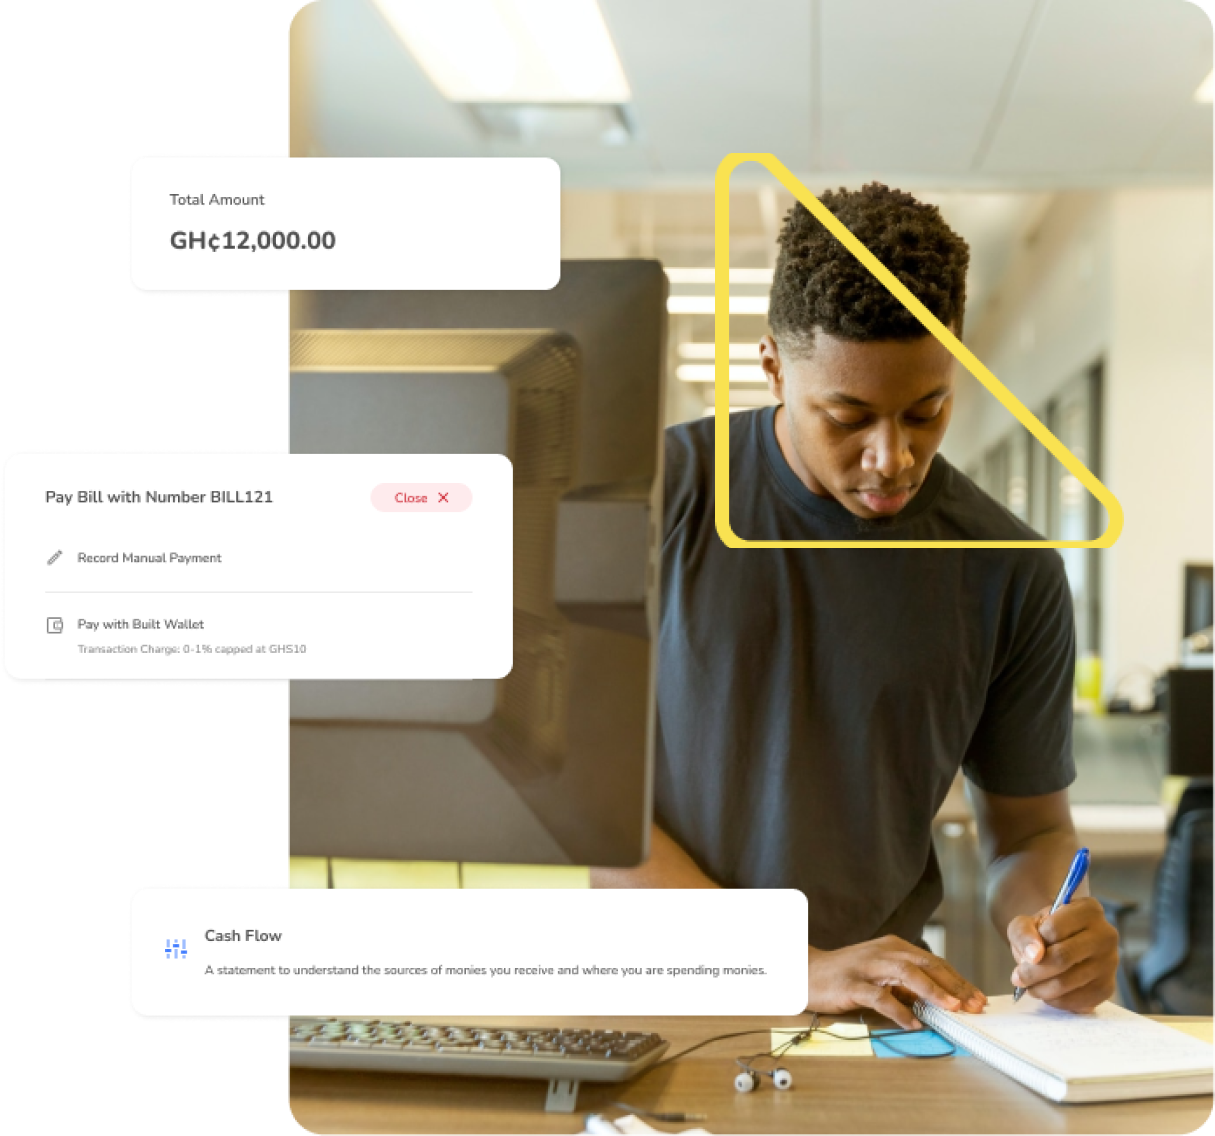 Total Amount
GH¢12,000.00
Pay Bill with Number BILL121
Close
Record Manual Payment
Pay with Built Wallet
Transaction Charge: 0-1% capped at GHS10
Cash Flow
A statement to understand the sources of monies you receive and where you are spending monies.